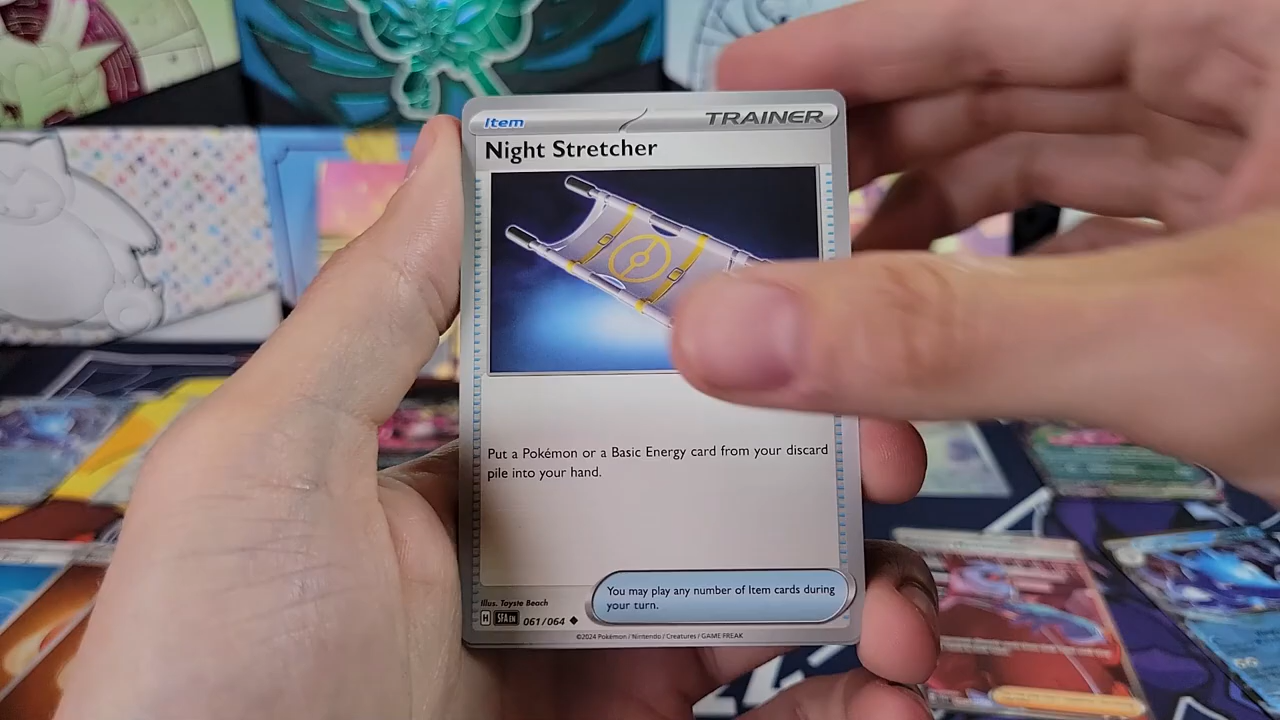 Item
TRAINER
Night Stretcher
Put a Pokémon or a Basic Energy card from your discard
pile into your hand.
You may play any number of Item cards during
your turn.
Illus. Toyste Beach
H SFA EN 061/064
©2024 Pokémon / Nintendo / Creatures / GAME FREAK